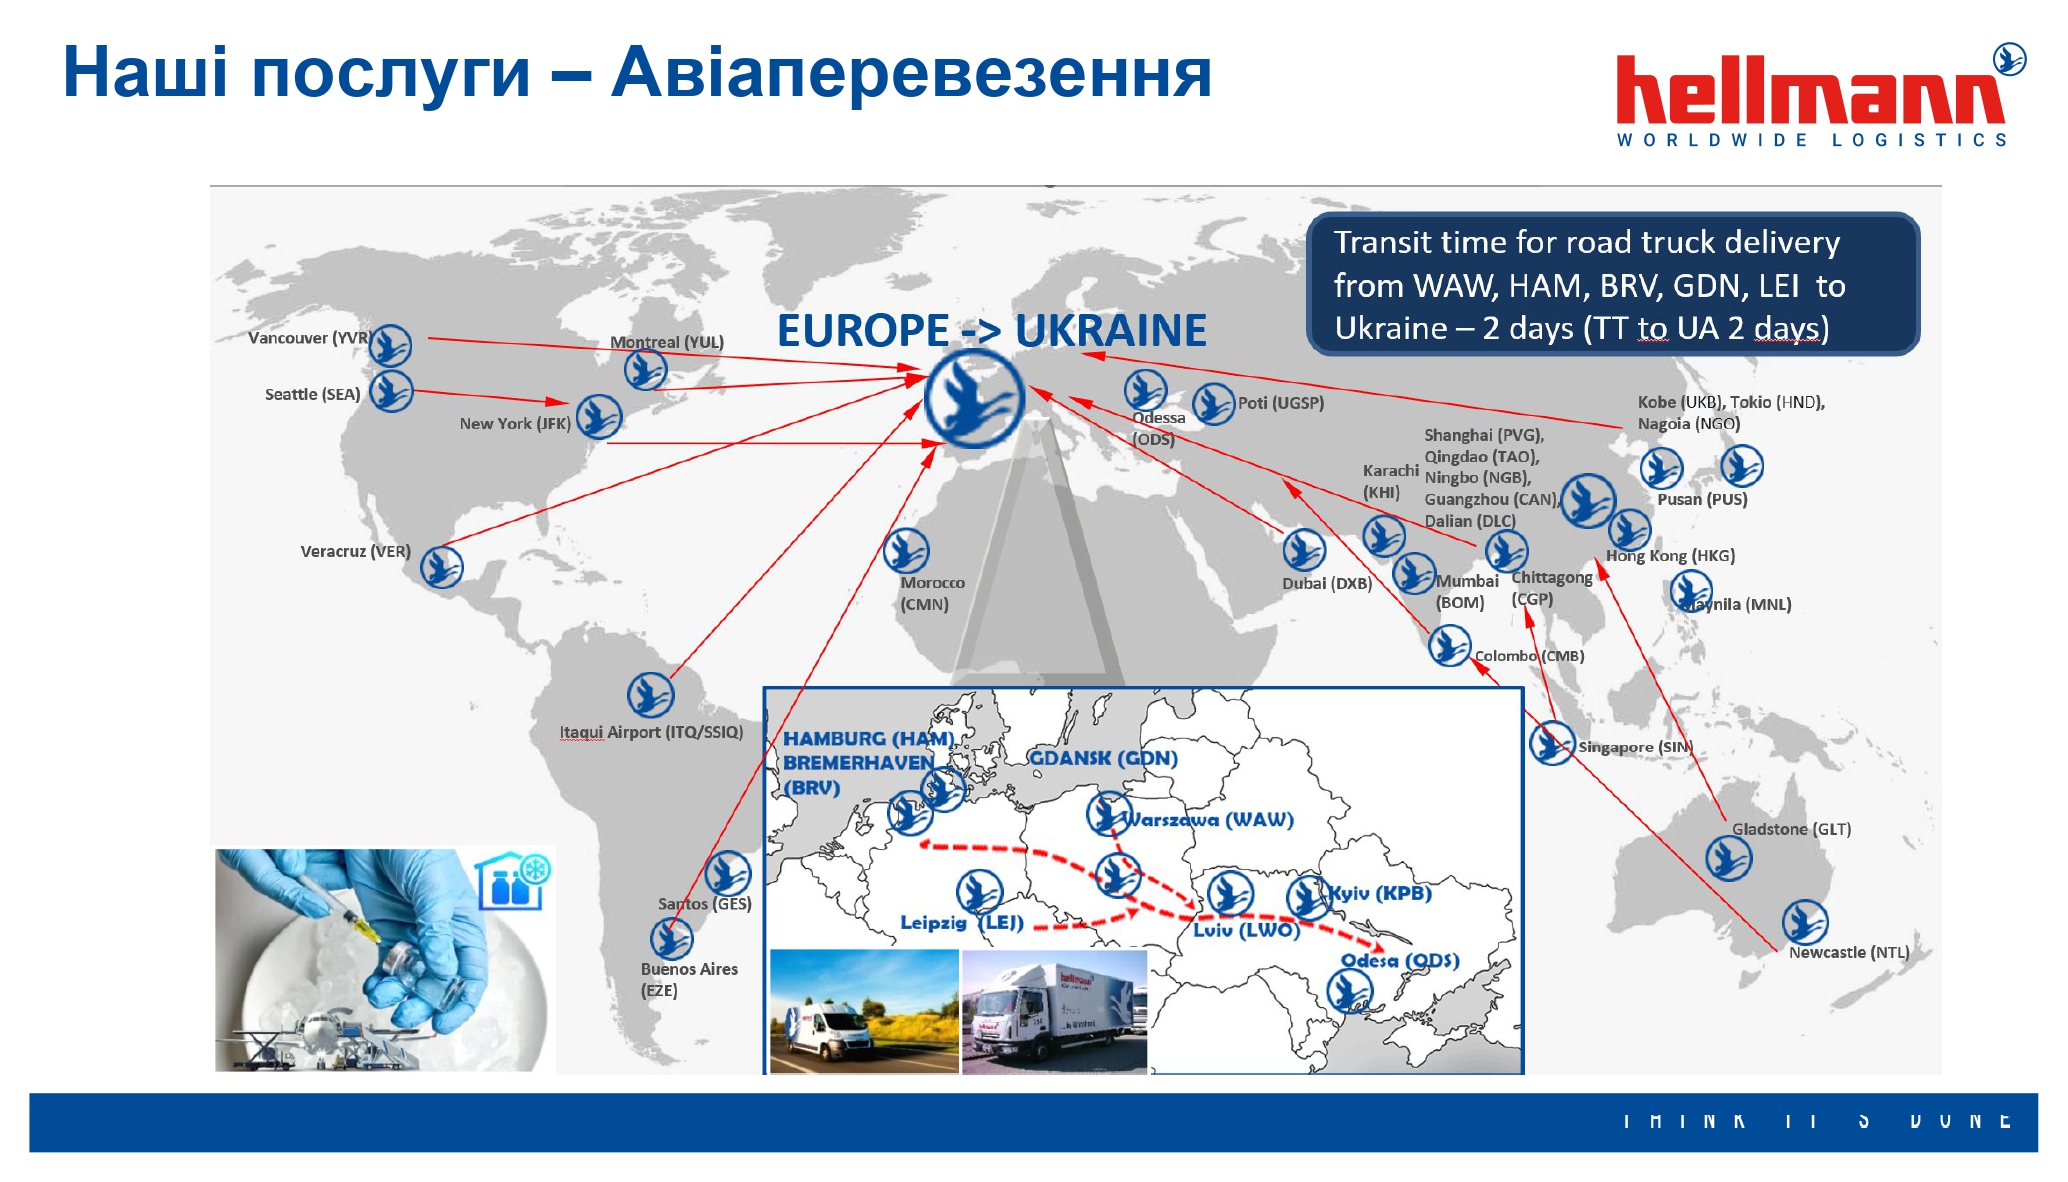 Наші послуги – Авіаперевезення
hellmann
WORLDWIDE LOGISTICS
Transit time for road truck delivery
from WAW, HAM, BRV, GDN, LEI to
Ukraine – 2 days (TT to UA 2 days)
EUROPE -> UKRAINE
Vancouver (YVR)
Montreal (YUL)
Seattle (SEA)
New York (JFK)
Odessa
(ODS)
Poti (UGSP)
Kobe (UKB), Tokio (HND),
Nagoia (NGO)
Shanghai (PVG),
Qingdao (TAO),
Ningbo (NGB),
Guangzhou (CAN),
Dalian (DLC)
Karachi
(KHI)
Pusan (PUS)
Veracruz (VER)
Hong Kong (HKG)
Morocco
(CMN)
Dubai (DXB)
Mumbai
(BOM)
Chittagong
(CGP)
Maynila (MNL)
Colombo (CMB)
Itaqui Airport (ITQ/SSIQ)
Singapore (SIN)
HAMBURG (HAM)
BREMERHAVEN
(BRV)
GDANSK (GDN)
Warszawa (WAW)
Gladstone (GLT)
Kyiv (KPB)
Santos (GES)
Leipzig (LEJ)
Lviv (LWO)
Newcastle (NTL)
Buenos Aires
(EZE)
Odesa (ODS)
hellmann
hellmann
THINK IT'S DONE